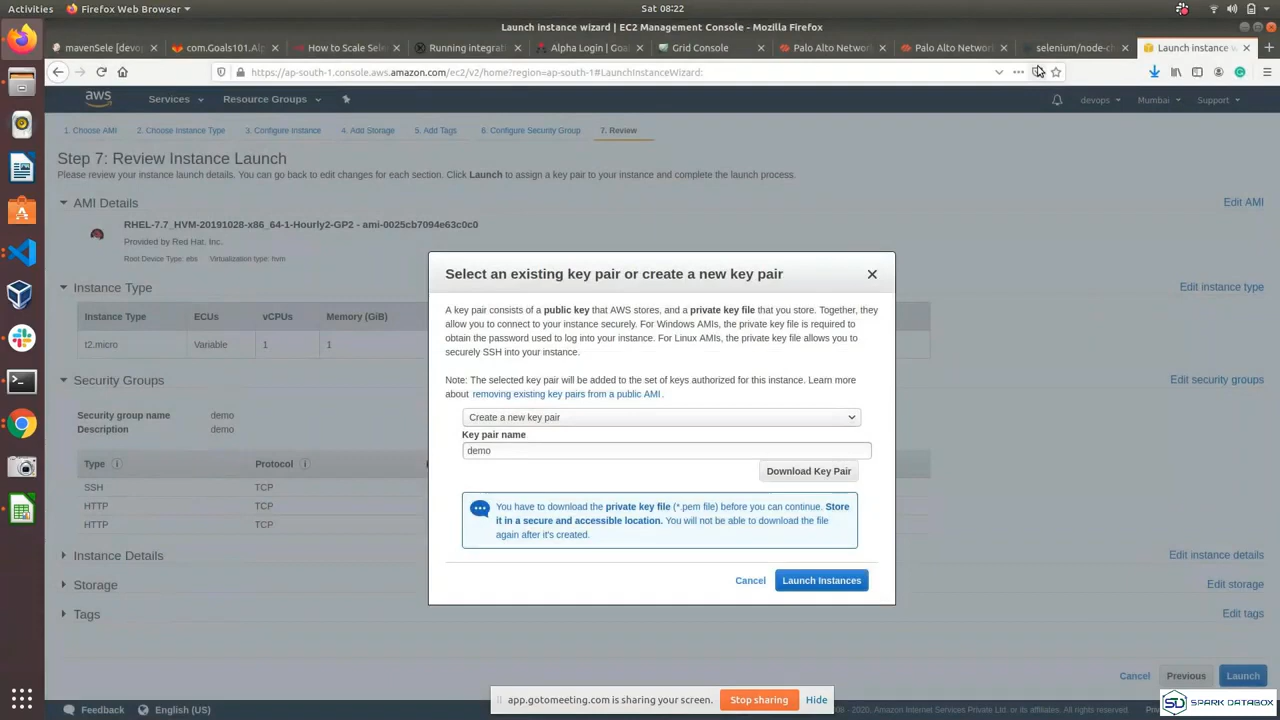 Activities
Firefox Web Browser
Sat 08:22
Launch instance wizard | EC2 Management Console - Mozilla Firefox
mavenSele [devop
com.Goals101.Al
How to Scale Sele
Running integrat
Alpha Login | Goa
Grid Console
Palo Alto Networ
Palo Alto Networ
selenium/node-ch
Launch instance w
https://ap-south-1.console.aws.amazon.com/ec2/v2/home?region=ap-south-1#LaunchInstanceWizard:
aws
Services
Resource Groups
devops
Mumbai
Support
1. Choose AMI
2. Choose Instance Type
3. Configure Instance
4. Add Storage
5. Add Tags
6. Configure Security Group
7. Review
Step 7: Review Instance Launch
Please review your instance launch details. You can go back to edit changes for each section. Click Launch to assign a key pair to your instance and complete the launch process.
AMI Details
Edit AMI
RHEL-7.7_HVM-20191028-x86_64-1-Hourly2-GP2 - ami-0025cb7094e63c0c0
Provided by Red Hat, Inc.
Root Device Type: ebs Virtualization type: hvm
Instance Type
Edit instance type
Instance Type
ECUs
vCPUs
Memory (GiB)
t2.micro
Variable
1
1
Security Groups
Edit security groups
Security group name
demo
Description
demo
Type
Protocol
SSH
TCP
HTTP
TCP
HTTP
TCP
Instance Details
Edit instance details
Storage
Edit storage
Tags
Edit tags
Select an existing key pair or create a new key pair
A key pair consists of a public key that AWS stores, and a private key file that you store. Together, they
allow you to connect to your instance securely. For Windows AMIs, the private key file is required to
obtain the password used to log into your instance. For Linux AMIs, the private key file allows you to
securely SSH into your instance.
Note: The selected key pair will be added to the set of keys authorized for this instance. Learn more
about removing existing key pairs from a public AMI.
Create a new key pair
Key pair name
demo
Download Key Pair
You have to download the private key file (*.pem file) before you can continue. Store
it in a secure and accessible location. You will not be able to download the file
again after it's created.
Cancel
Launch Instances
Cancel
Previous
Launch
app.gotomeeting.com is sharing your screen.
Stop sharing
Hide
Feedback
English (US)
08 - 2020, Amazon Internet Services Private Ltd. or its affiliates. All rights reserved.
SPARK DATABOX